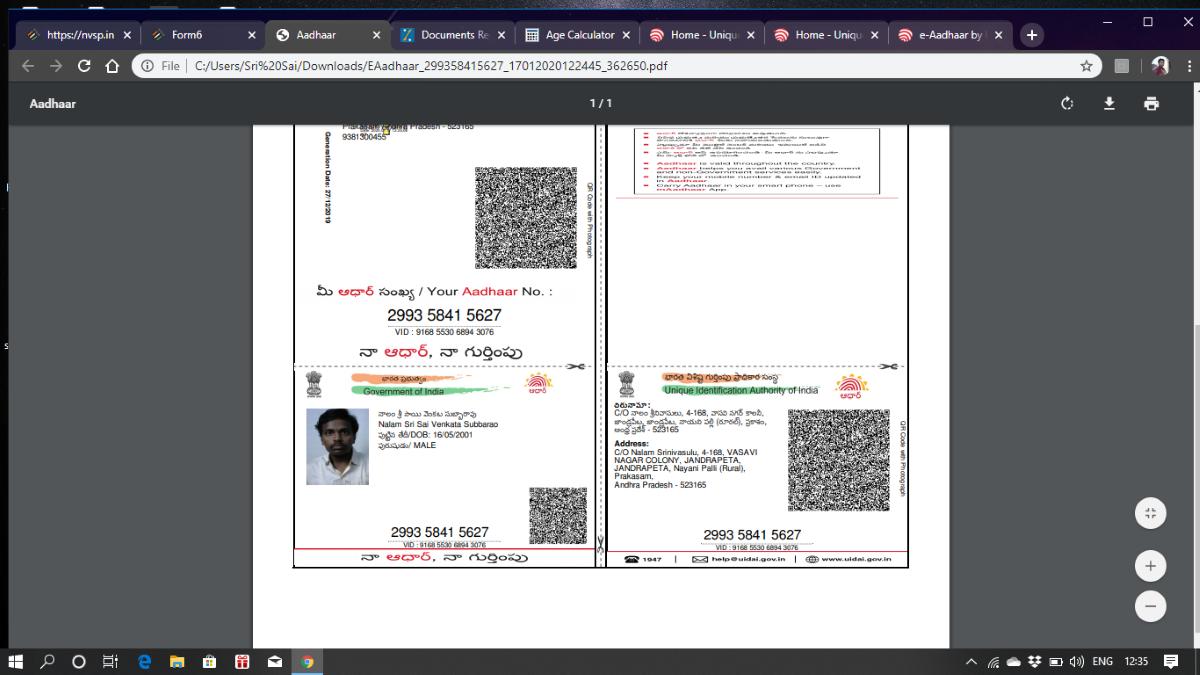 https://nvsp.in
Form6
Aadhaar
Documents Re
Age Calculator
Home - Uniqu
Home - Uniqu
e-Aadhaar by
File | C:/Users/Sri%20Sai/Downloads/EAadhaar_299358415627_17012020122445_362650.pdf
Aadhaar
1 / 1
Pradesh - 523165
9381300455
Generation Date: 27/12/2019
QR Code with Photograph
మీ ఆధార్ సంఖ్య / Your Aadhaar No. :
2993 5841 5627
VID : 9168 5530 6894 3076
నా ఆధార్, నా గుర్తింపు
Aadhaar is valid throughout the country.
Aadhaar helps you avail various Government
and non-Government services easily.
Keep your mobile number & email ID updated
in Aadhaar.
Carry Aadhaar in your smart phone – use
mAadhaar App.
భారత ప్రభుత్వం
Government of India
ఆధార్
నాలం శ్రీ సాయి వెంకట సుబ్బారావు
Nalam Sri Sai Venkata Subbarao
పుట్టిన తేదీ/DOB: 16/05/2001
పురుషుడు/ MALE
2993 5841 5627
VID : 9168 5530 6894 3076
నా ఆధార్, నా గుర్తింపు
భారత విశిష్ట గుర్తింపు ప్రాధికార సంస్థ
Unique Identification Authority of India
ఆధార్
చిరునామా:
C/O నాలం శ్రీనివాసులు, 4-168, వాసవి నగర్ కాలనీ,
జాండ్రపేట, జాండ్రపేట, నాయని పల్లి (రూరల్), ప్రకాశం,
ఆంధ్ర ప్రదేశ్ - 523165
Address:
C/O Nalam Srinivasulu, 4-168, VASAVI
NAGAR COLONY, JANDRAPETA,
JANDRAPETA, Nayani Palli (Rural),
Prakasam,
Andhra Pradesh - 523165
QR Code with Photograph
2993 5841 5627
VID : 9168 5530 6894 3076
1947 | help@uidai.gov.in | www.uidai.gov.in
ENG
12:35